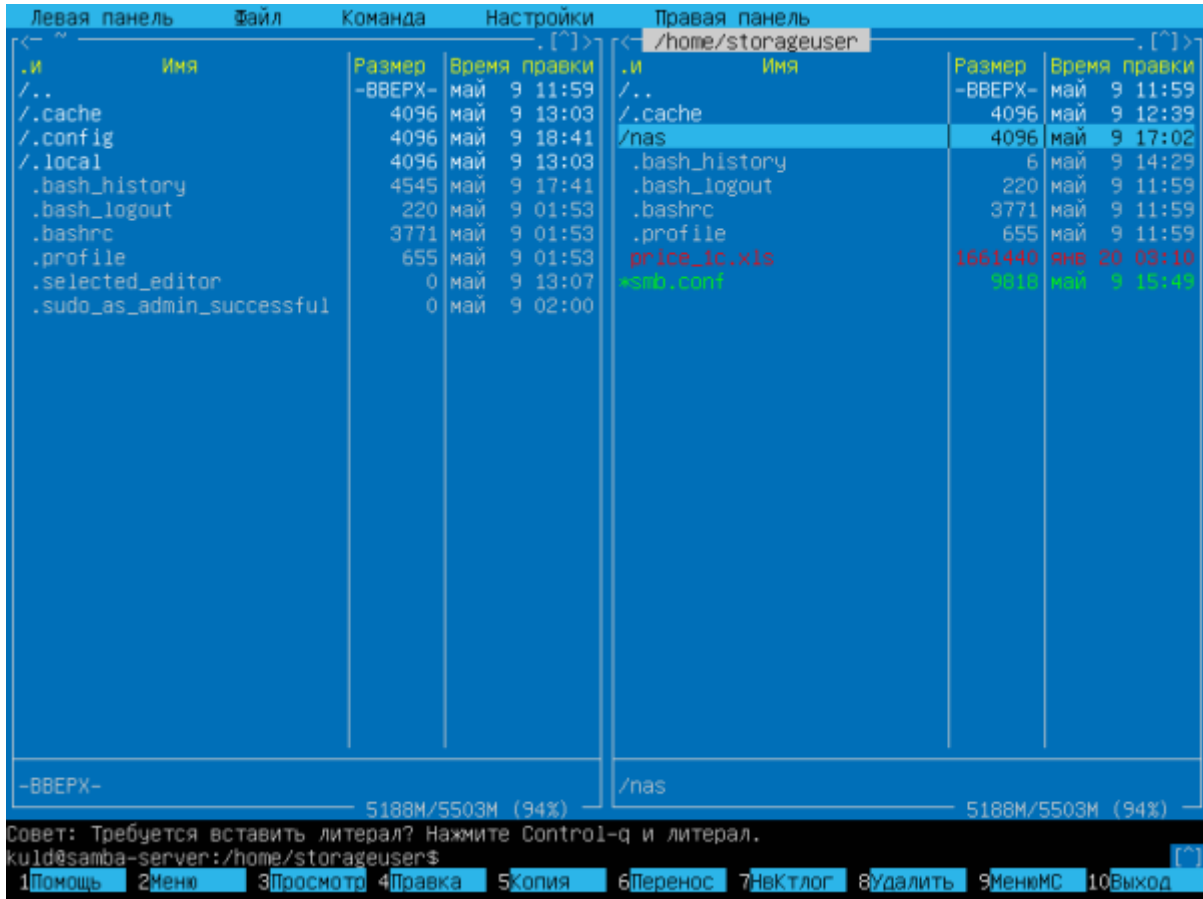 Левая панель Файл Команда Настройки Правая панель
<- ~ .[^]>
.и Имя Размер Время правки
/.. -ВВЕРХ- май 9 11:59
/.cache 4096 май 9 13:03
/.config 4096 май 9 18:41
/.local 4096 май 9 13:03
.bash_history 4545 май 9 17:41
.bash_logout 220 май 9 01:53
.bashrc 3771 май 9 01:53
.profile 655 май 9 01:53
.selected_editor 0 май 9 13:07
.sudo_as_admin_successful 0 май 9 02:00
-ВВЕРХ-
5188M/5503M (94%)
<- /home/storageuser .[^]>
.и Имя Размер Время правки
/.. -ВВЕРХ- май 9 11:59
/.cache 4096 май 9 12:39
/nas 4096 май 9 17:02
.bash_history 6 май 9 14:29
.bash_logout 220 май 9 11:59
.bashrc 3771 май 9 11:59
.profile 655 май 9 11:59
price_1c.xls 1661440 янв 20 03:10
*smb.conf 9818 май 9 15:49
/nas
5188M/5503M (94%)
Совет: Требуется вставить литерал? Нажмите Control-q и литерал.
kuld@samba-server:/home/storageuser$ [^]
1Помощь 2Меню 3Просмотр 4Правка 5Копия 6Перенос 7НвКтлог 8Удалить 9МенюМС 10Выход